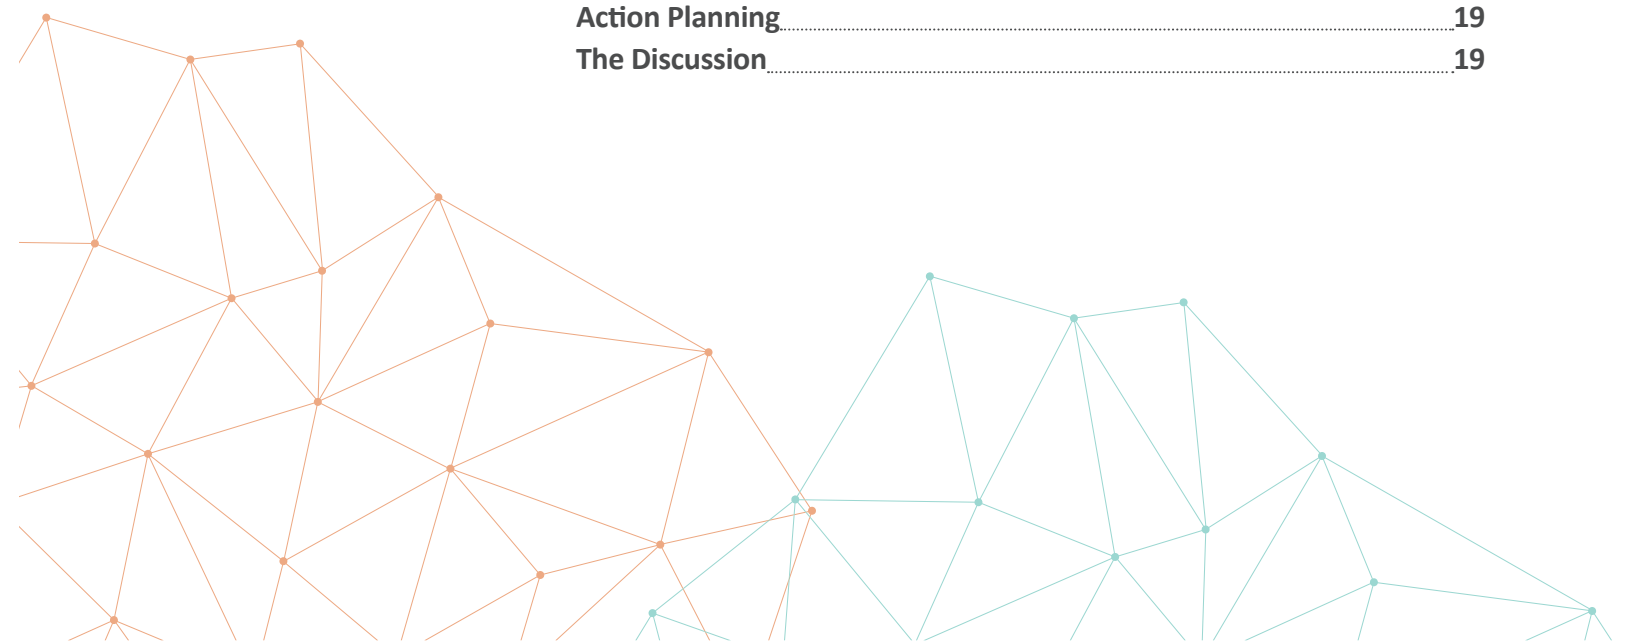 Action Planning 19
The Discussion 19